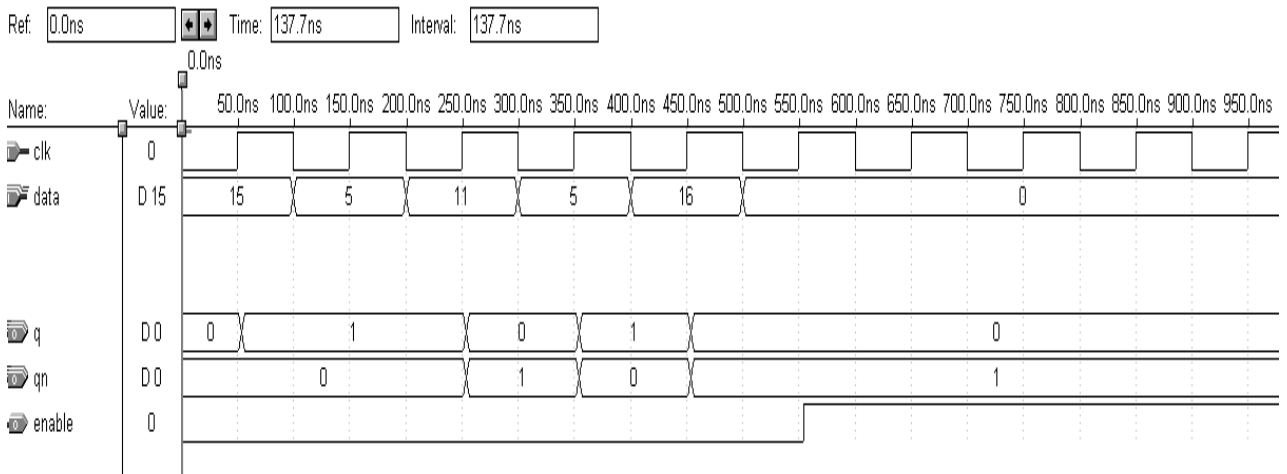 Ref: 0.0ns Time: 137.7ns Interval: 137.7ns
0.0ns
Name: Value: 50.0ns 100.0ns 150.0ns 200.0ns 250.0ns 300.0ns 350.0ns 400.0ns 450.0ns 500.0ns 550.0ns 600.0ns 650.0ns 700.0ns 750.0ns 800.0ns 850.0ns 900.0ns 950.0ns
clk 0
data D 15 15 5 11 5 16 0
q D 0 0 1 0 1 0
qn D 0 0 1 0 1
enable 0